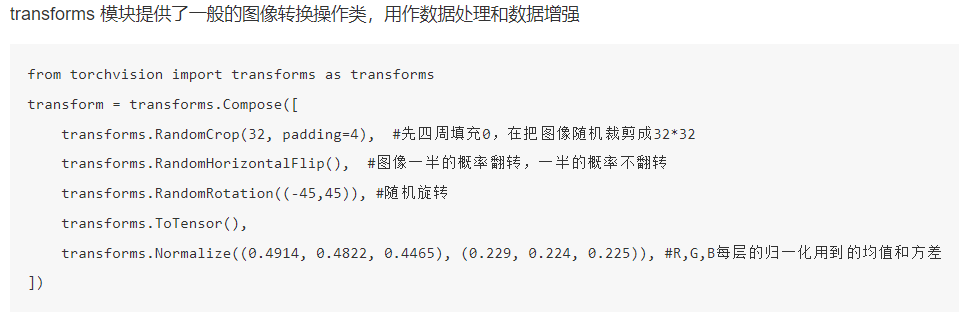 transforms 模块提供了一般的图像转换操作类，用作数据处理和数据增强
from torchvision import transforms as transforms
transform = transforms.Compose([
    transforms.RandomCrop(32, padding=4),  #先四周填充0，在把图像随机裁剪成32*32
    transforms.RandomHorizontalFlip(),  #图像一半的概率翻转，一半的概率不翻转
    transforms.RandomRotation((-45,45)), #随机旋转
    transforms.ToTensor(),
    transforms.Normalize((0.4914, 0.4822, 0.4465), (0.229, 0.224, 0.225)), #R,G,B每层的归一化用到的均值和方差
])